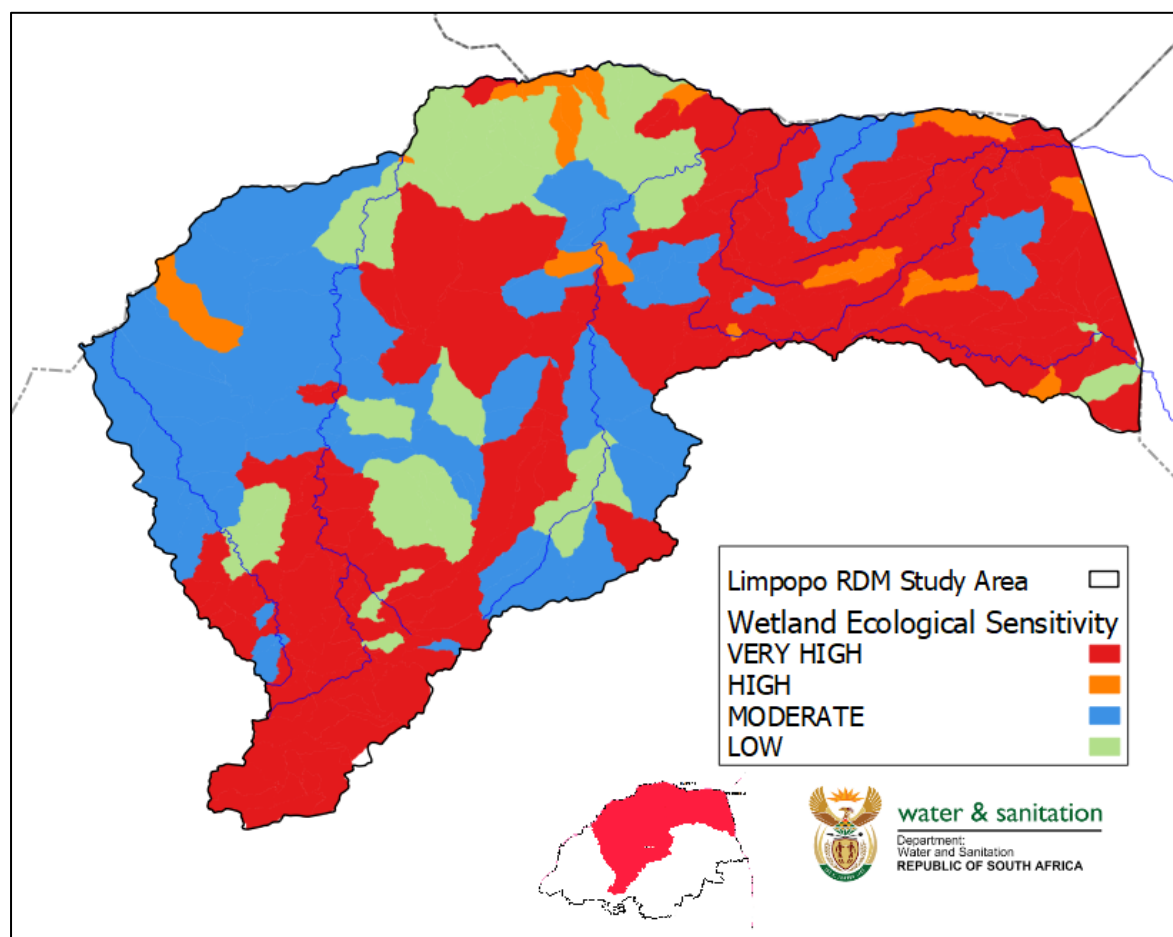 Limpopo RDM Study Area
Wetland Ecological Sensitivity
VERY HIGH
HIGH
MODERATE
LOW
water & sanitation
Department:
Water and Sanitation
REPUBLIC OF SOUTH AFRICA